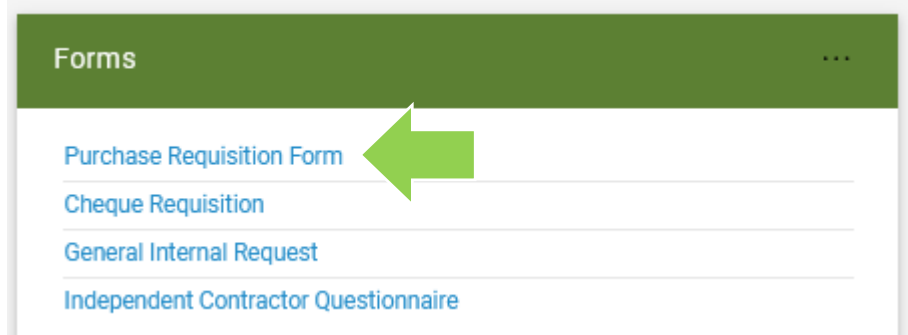 Forms
...
Purchase Requisition Form
Cheque Requisition
General Internal Request
Independent Contractor Questionnaire